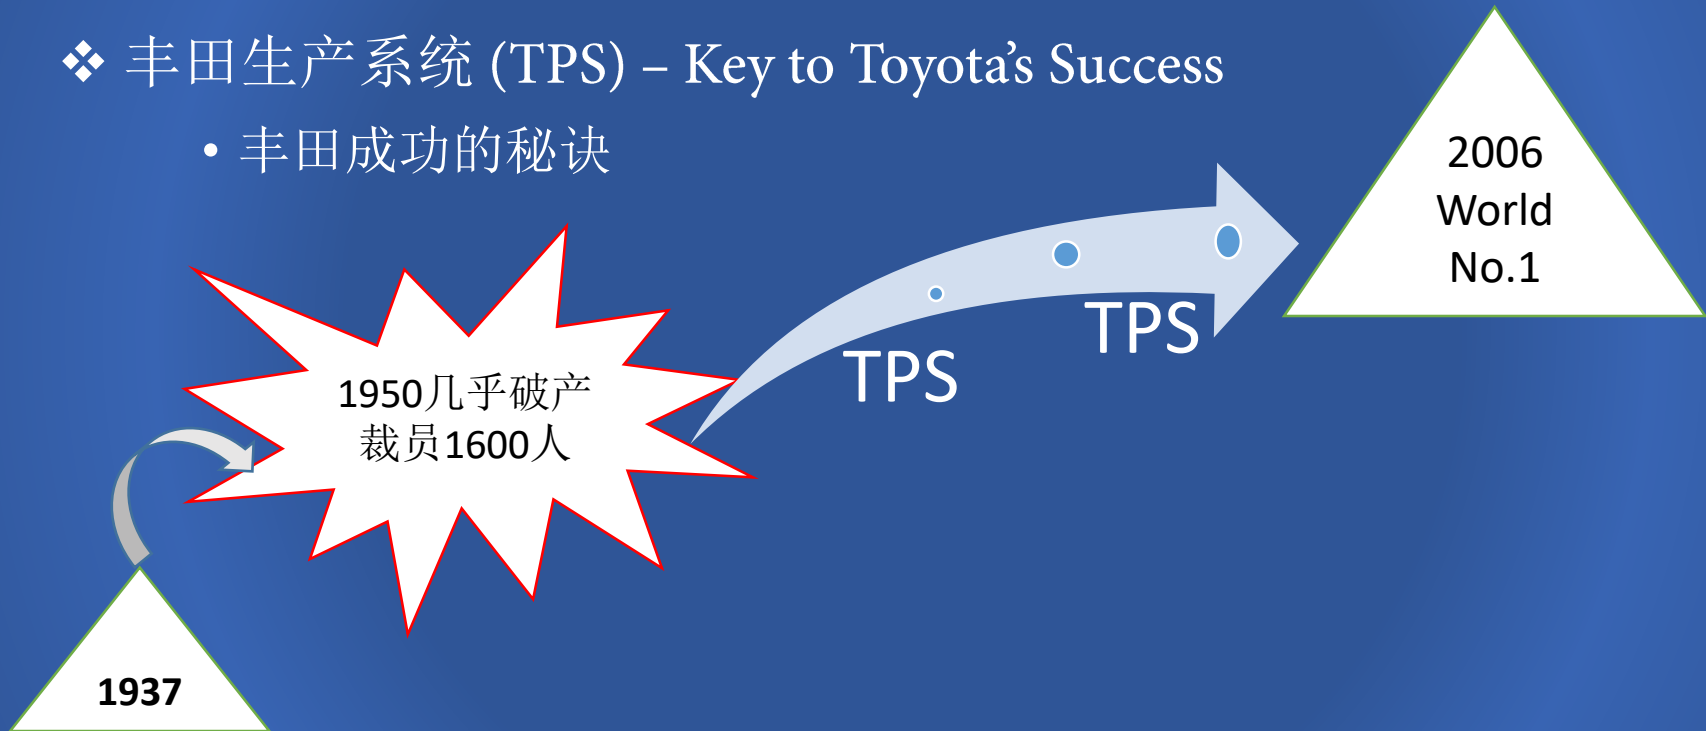 ❖ 丰田生产系统 (TPS) – Key to Toyota’s Success
• 丰田成功的秘诀
2006
World
No.1
TPS
TPS
1950几乎破产
裁员1600人
1937